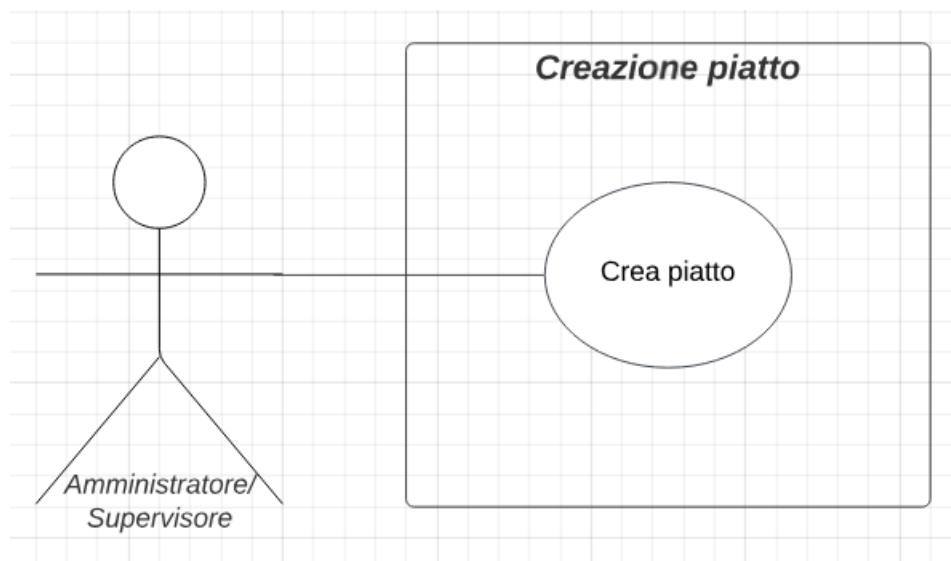 Creazione piatto
Crea piatto
Amministratore/
Supervisore